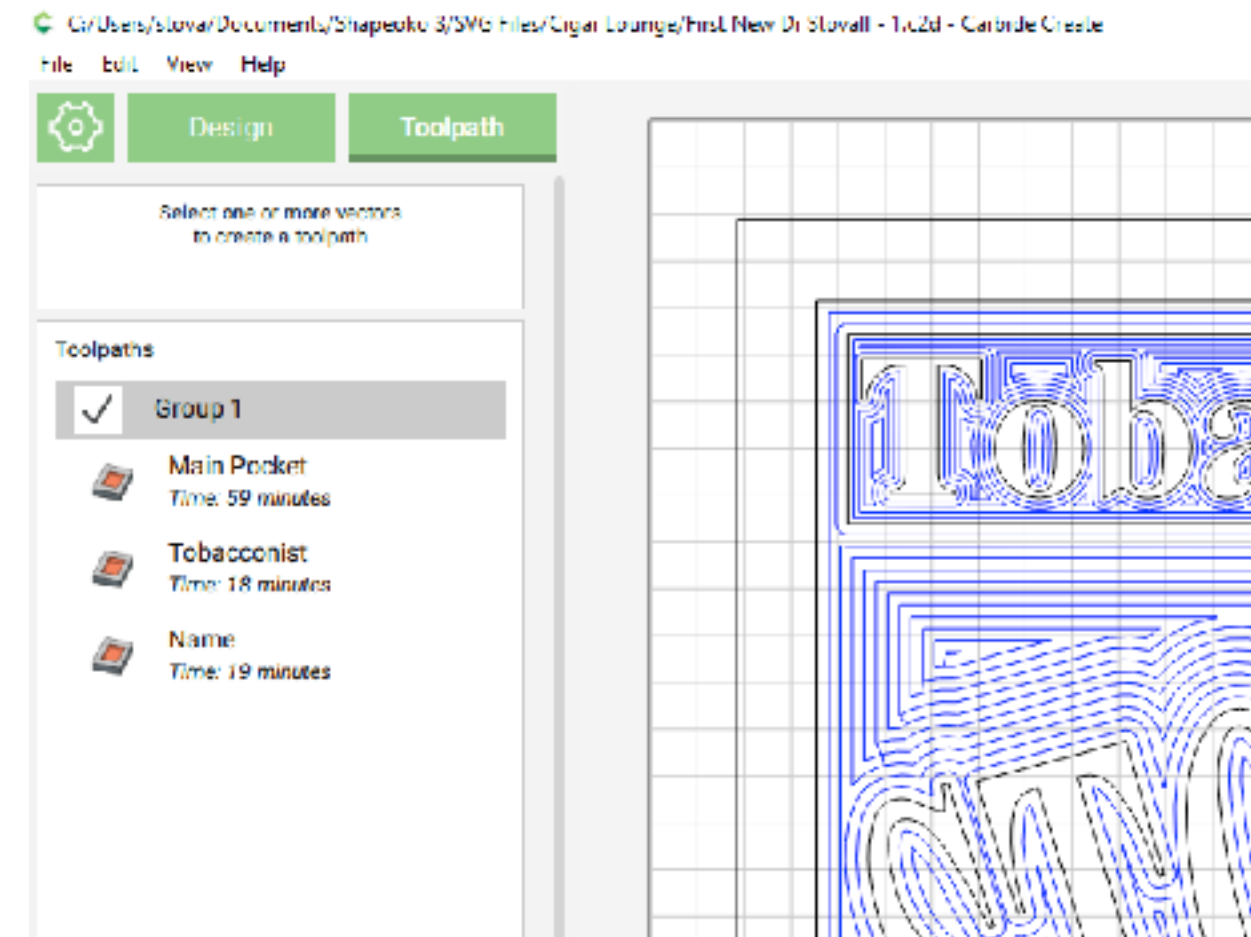 C:/Users/stova/Documents/Shapeoko 3/SVG Files/Cigar Lounge/First New Dr Stovall - 1.c2d - Carbide Create
File Edit View Help
Design Toolpath
Select one or more vectors
to create a toolpath
Toolpaths
Group 1
Main Pocket
Time: 59 minutes
Tobacconist
Time: 18 minutes
Name
Time: 19 minutes
Toba